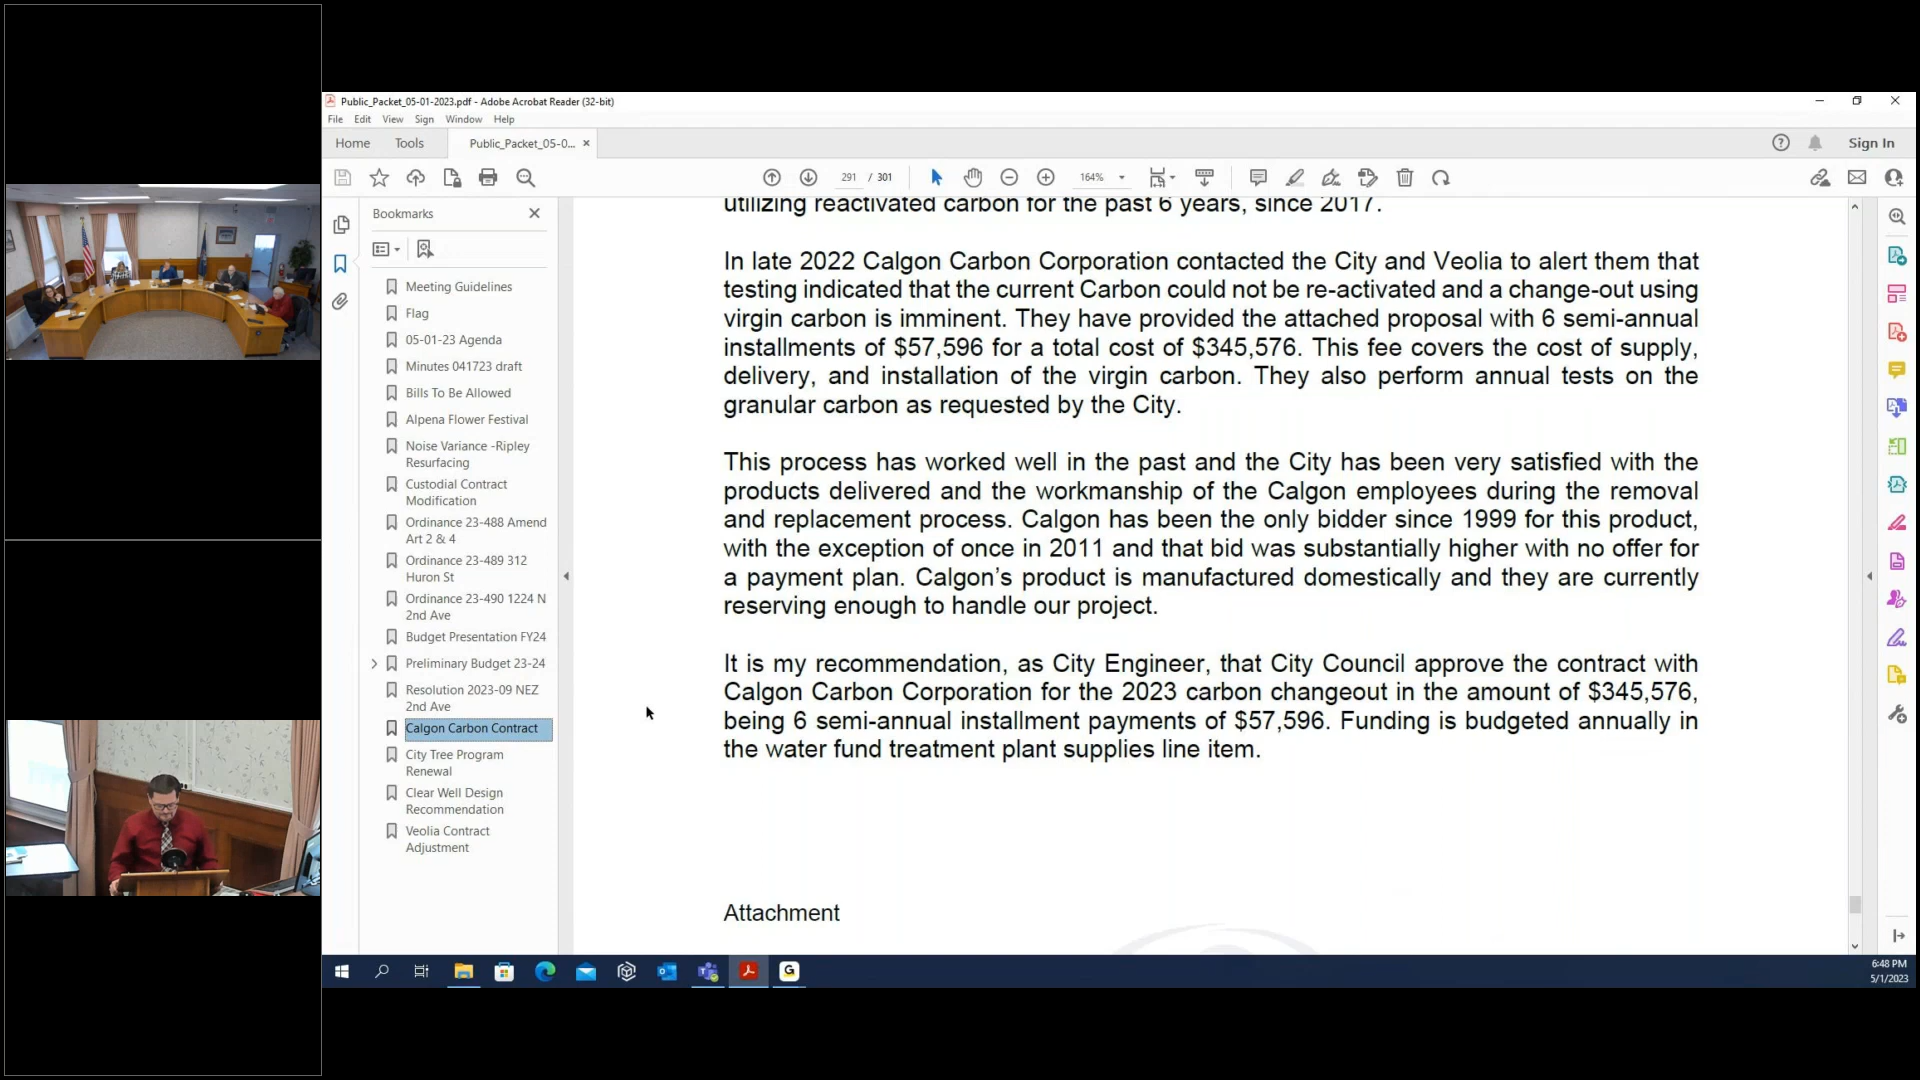 Public_Packet_05-01-2023.pdf - Adobe Acrobat Reader (32-bit)
File Edit View Sign Window Help
Home Tools Public_Packet_05-0... Sign In
291 / 301 164%
Bookmarks
Meeting Guidelines
Flag
05-01-23 Agenda
Minutes 041723 draft
Bills To Be Allowed
Alpena Flower Festival
Noise Variance -Ripley
Resurfacing
Custodial Contract
Modification
Ordinance 23-488 Amend
Art 2 & 4
Ordinance 23-489 312
Huron St
Ordinance 23-490 1224 N
2nd Ave
Budget Presentation FY24
Preliminary Budget 23-24
Resolution 2023-09 NEZ
2nd Ave
Calgon Carbon Contract
City Tree Program
Renewal
Clear Well Design
Recommendation
Veolia Contract
Adjustment
utilizing reactivated carbon for the past 6 years, since 2017.
In late 2022 Calgon Carbon Corporation contacted the City and Veolia to alert them that
testing indicated that the current Carbon could not be re-activated and a change-out using
virgin carbon is imminent. They have provided the attached proposal with 6 semi-annual
installments of $57,596 for a total cost of $345,576. This fee covers the cost of supply,
delivery, and installation of the virgin carbon. They also perform annual tests on the
granular carbon as requested by the City.
This process has worked well in the past and the City has been very satisfied with the
products delivered and the workmanship of the Calgon employees during the removal
and replacement process. Calgon has been the only bidder since 1999 for this product,
with the exception of once in 2011 and that bid was substantially higher with no offer for
a payment plan. Calgon’s product is manufactured domestically and they are currently
reserving enough to handle our project.
It is my recommendation, as City Engineer, that City Council approve the contract with
Calgon Carbon Corporation for the 2023 carbon changeout in the amount of $345,576,
being 6 semi-annual installment payments of $57,596. Funding is budgeted annually in
the water fund treatment plant supplies line item.
Attachment
6:48 PM
5/1/2023